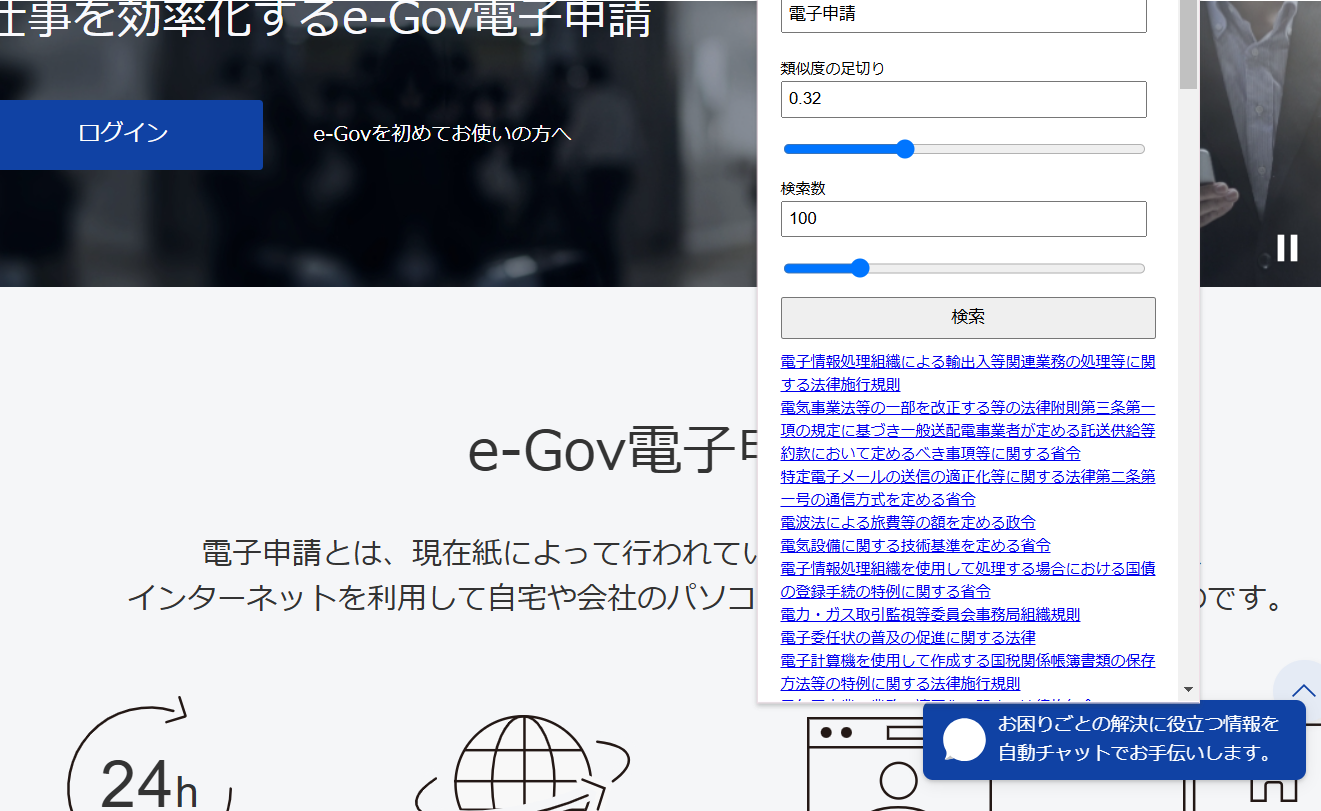 仕事を効率化するe-Gov電子申請
ログイン
e-Govを初めてお使いの方へ
電子申請
類似度の足切り
0.32
検索数
100
検索
電子情報処理組織による輸出入等関連業務の処理等に関
する法律施行規則
電気事業法等の一部を改正する等の法律附則第三条第一
項の規定に基づき一般送配電事業者が定める託送供給等
約款において定めるべき事項等に関する省令
特定電子メールの送信の適正化等に関する法律第二条第
一号の通信方式を定める省令
電波法による旅費等の額を定める政令
電気設備に関する技術基準を定める省令
電子情報処理組織を使用して処理する場合における国債
の登録手続の特例に関する省令
電力・ガス取引監視等委員会事務局組織規則
電子委任状の普及の促進に関する法律
電子計算機を使用して作成する国税関係帳簿書類の保存
方法等の特例に関する法律施行規則
e-Gov電子申
電子申請とは、現在紙によって行われてい
インターネットを利用して自宅や会社のパソコ
のです。
24h
お困りごとの解決に役立つ情報を
自動チャットでお手伝いします。